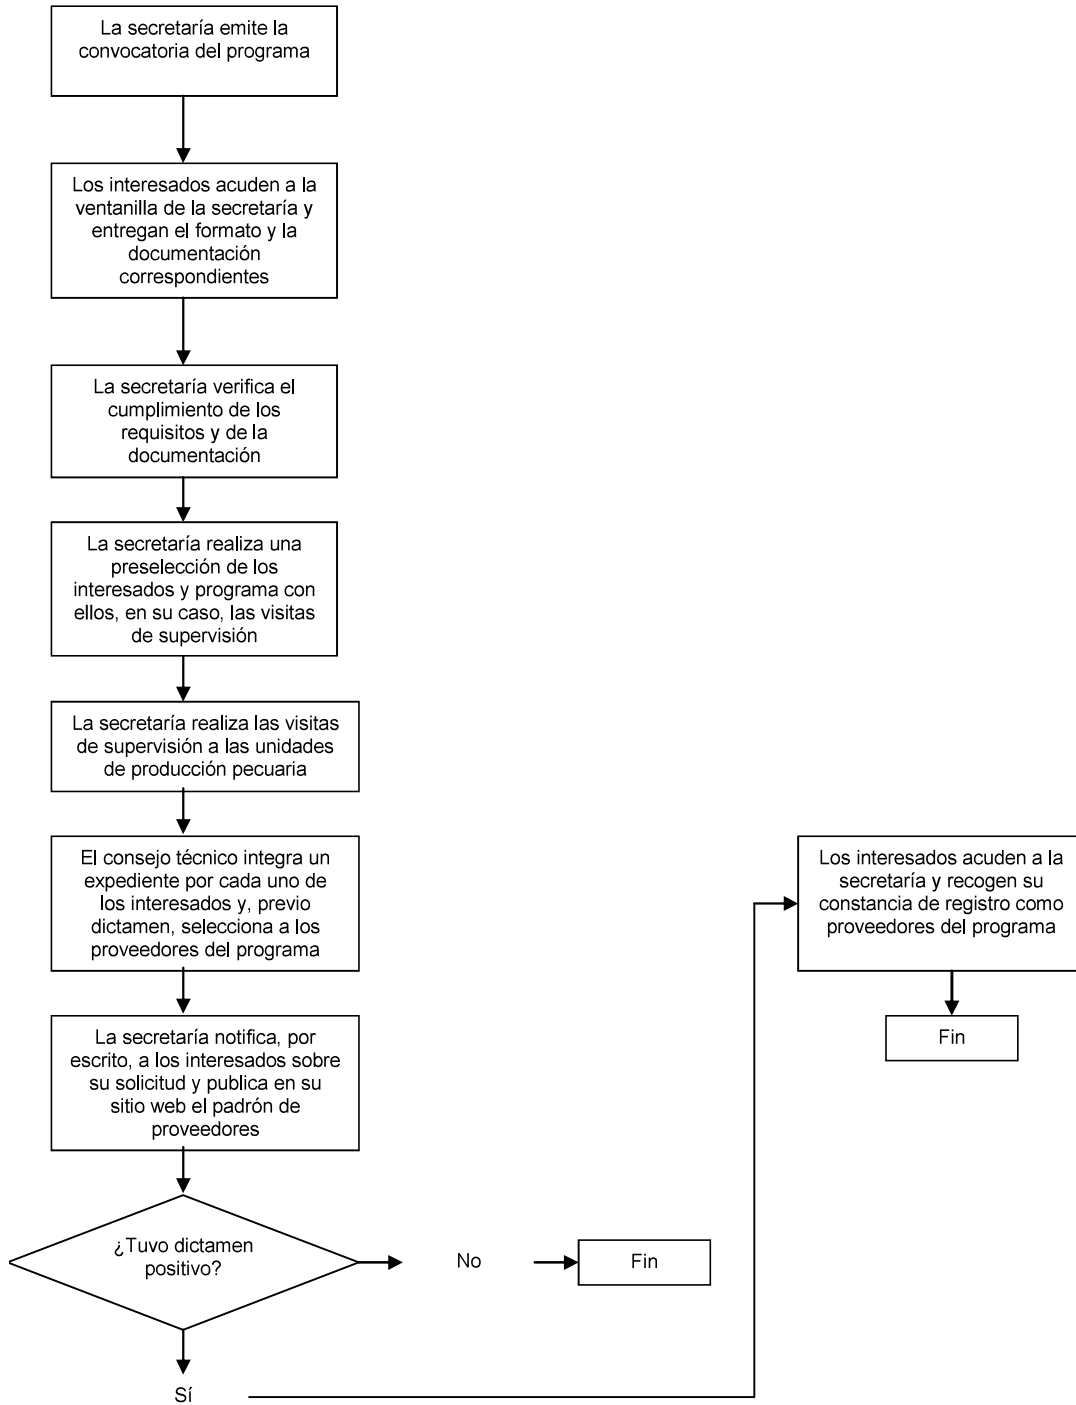 La secretaría emite la
convocatoria del programa
Los interesados acuden a la
ventanilla de la secretaría y
entregan el formato y la
documentación
correspondientes
La secretaría verifica el
cumplimiento de los
requisitos y de la
documentación
La secretaría realiza una
preselección de los
interesados y programa con
ellos, en su caso, las visitas
de supervisión
La secretaría realiza las visitas
de supervisión a las unidades
de producción pecuaria
El consejo técnico integra un
expediente por cada uno de
los interesados y, previo
dictamen, selecciona a los
proveedores del programa
La secretaría notifica, por
escrito, a los interesados sobre
su solicitud y publica en su
sitio web el padrón de
proveedores
¿Tuvo dictamen
positivo?
No
Fin
Sí
Los interesados acuden a la
secretaría y recogen su
constancia de registro como
proveedores del programa
Fin